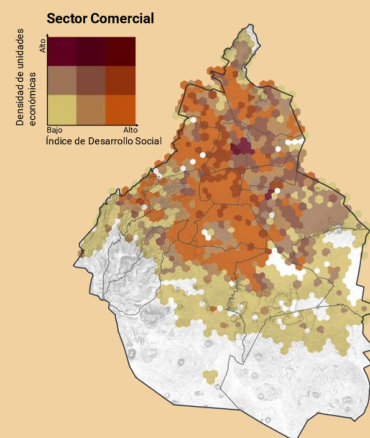 Sector Comercial
Densidad de unidades
económicas
Alto
Bajo Alto
Índice de Desarrollo Social